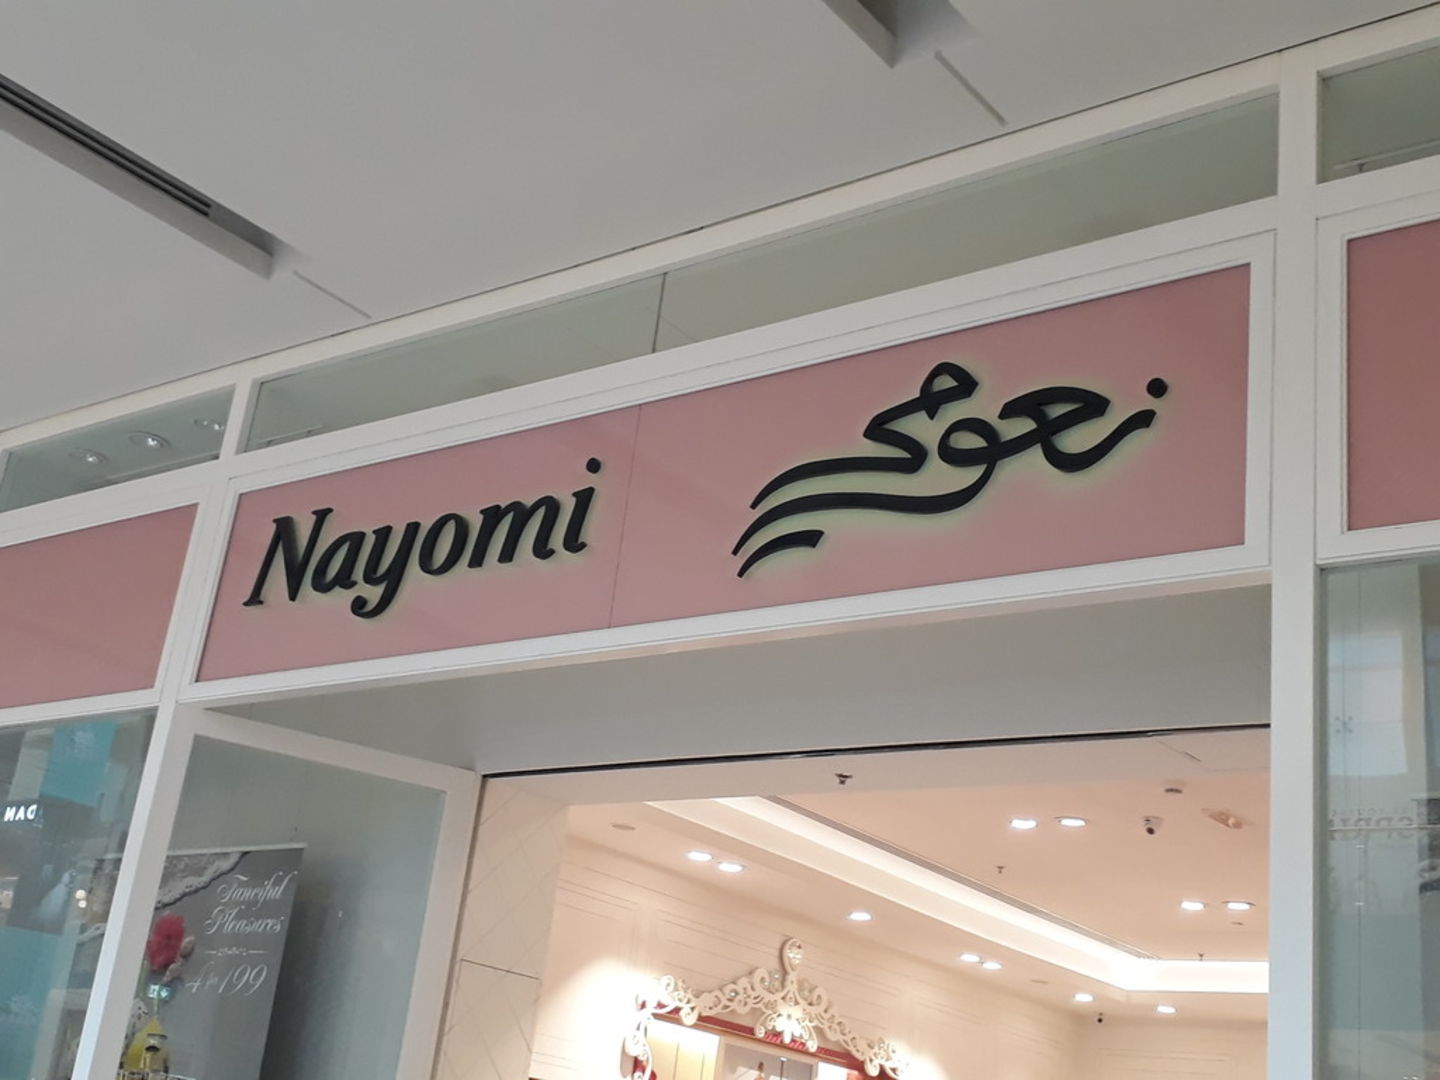 Nayomi نعومي
Fanciful
Pleasures
4 for 199